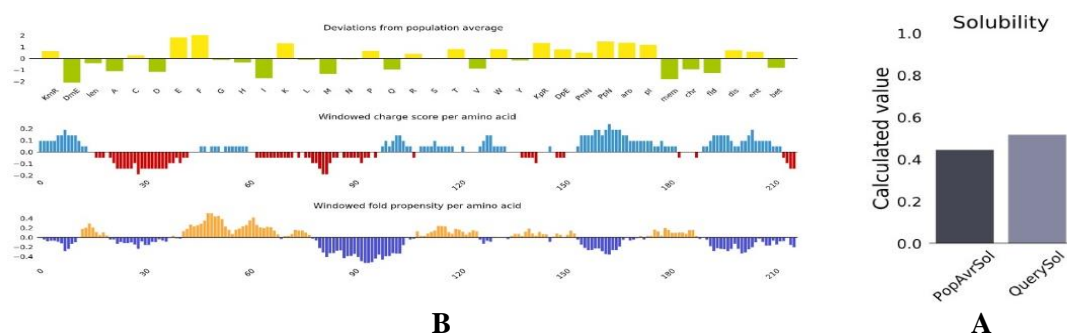 Deviations from population average
2
1
0
−1
−2
KmR DmE len A C D E F G H I K L M N P Q R S T V W Y KpR DpE PmN PpN aro pI mem chr fld dis ent bet
Windowed charge score per amino acid
0.2
0.1
0.0
−0.1
−0.2
0 30 60 90 120 150 180 210
Windowed fold propensity per amino acid
0.4
0.2
0.0
−0.2
−0.4
0 30 60 90 120 150 180 210
B
Solubility
Calculated value
1.0
0.8
0.6
0.4
0.2
0.0
PopAvrSol QuerySol
A